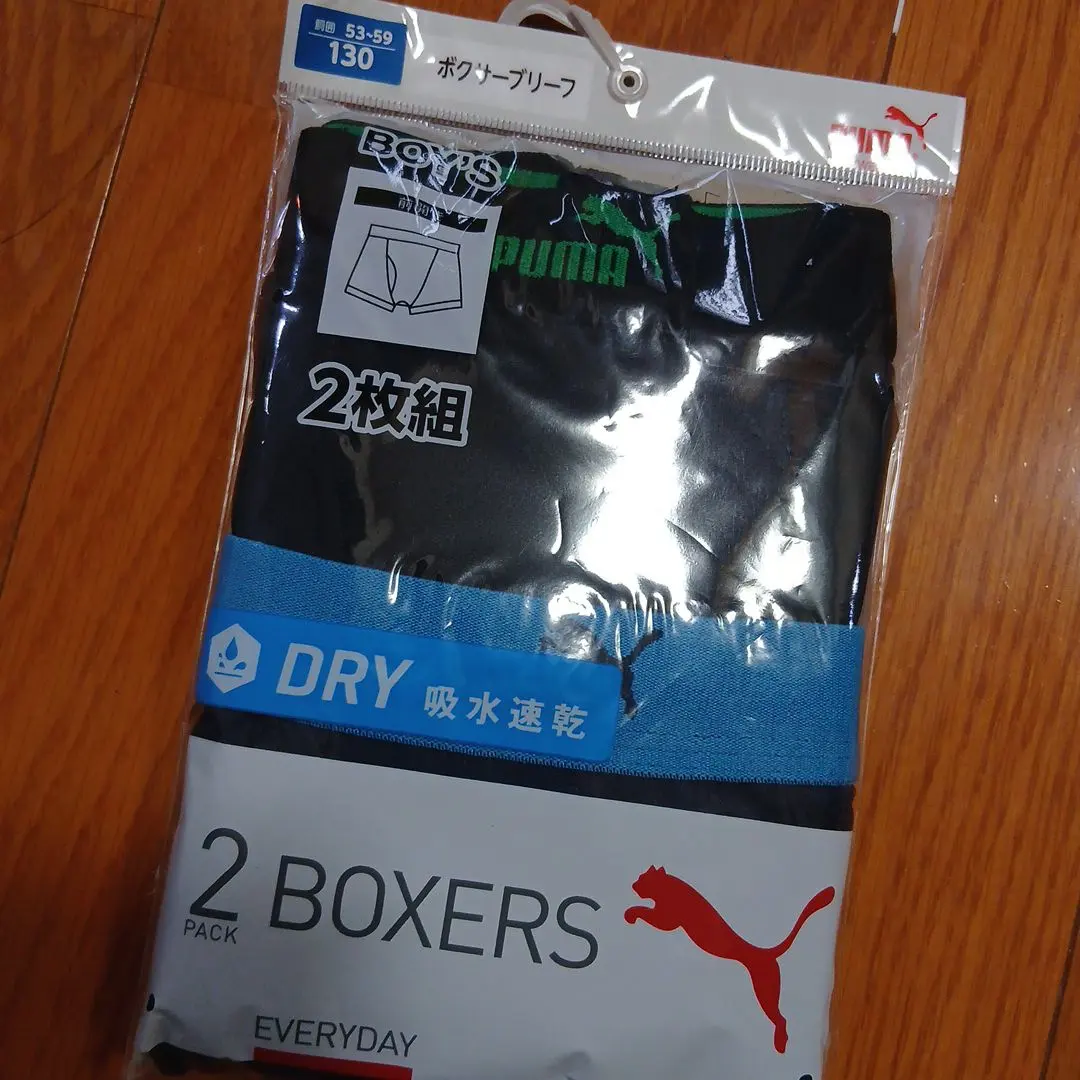 胴囲 53~59
130
ボクサーブリーフ
PUMA
BOY'S
PUMA
2枚組
DRY 吸水速乾
2 BOXERS
PACK
EVERYDAY